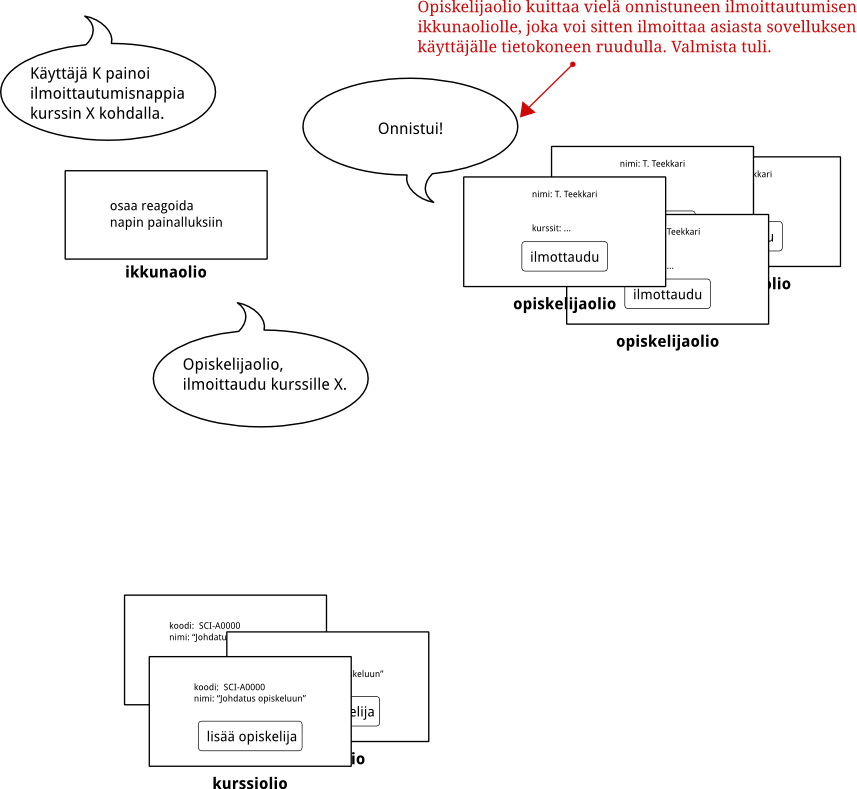 Opiskelijaolio kuittaa vielä onnistuneen ilmoittautumisen
ikkunaoliolle, joka voi sitten ilmoittaa asiasta sovelluksen
käyttäjälle tietokoneen ruudulla. Valmista tuli.
Käyttäjä K painoi
ilmoittautumisnappia
kurssin X kohdalla.
Onnistui!
osaa reagoida
napin painalluksiin
ikkunaolio
nimi: T. Teekkari
kkari
nimi: T. Teekkari
kurssit: ...
ilmottaudu
Teekkari
u
...
ilmottaudu
olio
opiskelijaolio
opiskelijaolio
Opiskelijaolio,
ilmoittaudu kurssille X.
koodi: SCI-A0000
nimi: “Johdatu
keluun”
elija
koodi: SCI-A0000
nimi: “Johdatus opiskeluun”
lisää opiskelija
io
kurssiolio